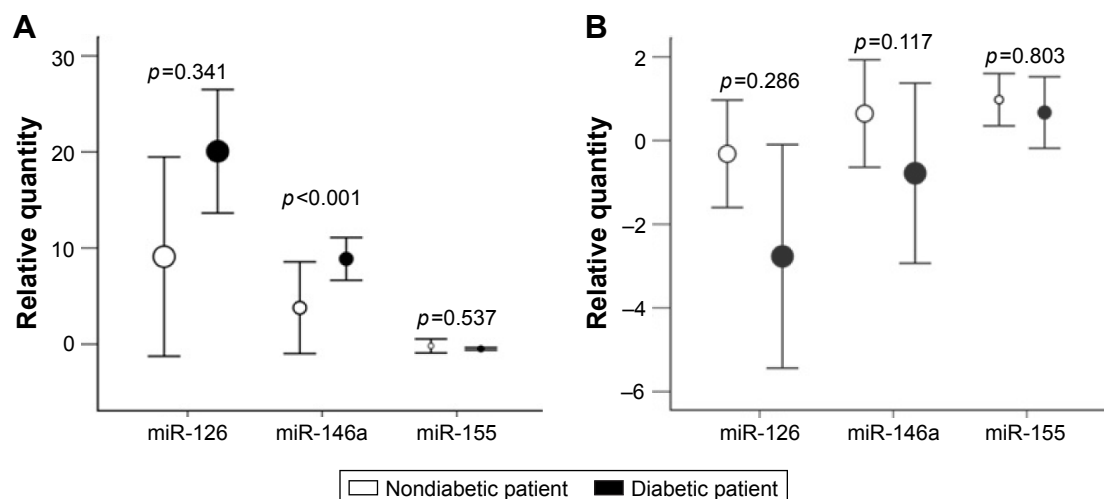 A
Relative quantity
30
20
10
0
p=0.341
p<0.001
p=0.537
miR-126 miR-146a miR-155
B
Relative quantity
2
0
–2
–4
–6
p=0.286
p=0.117
p=0.803
miR-126 miR-146a miR-155
Nondiabetic patient Diabetic patient